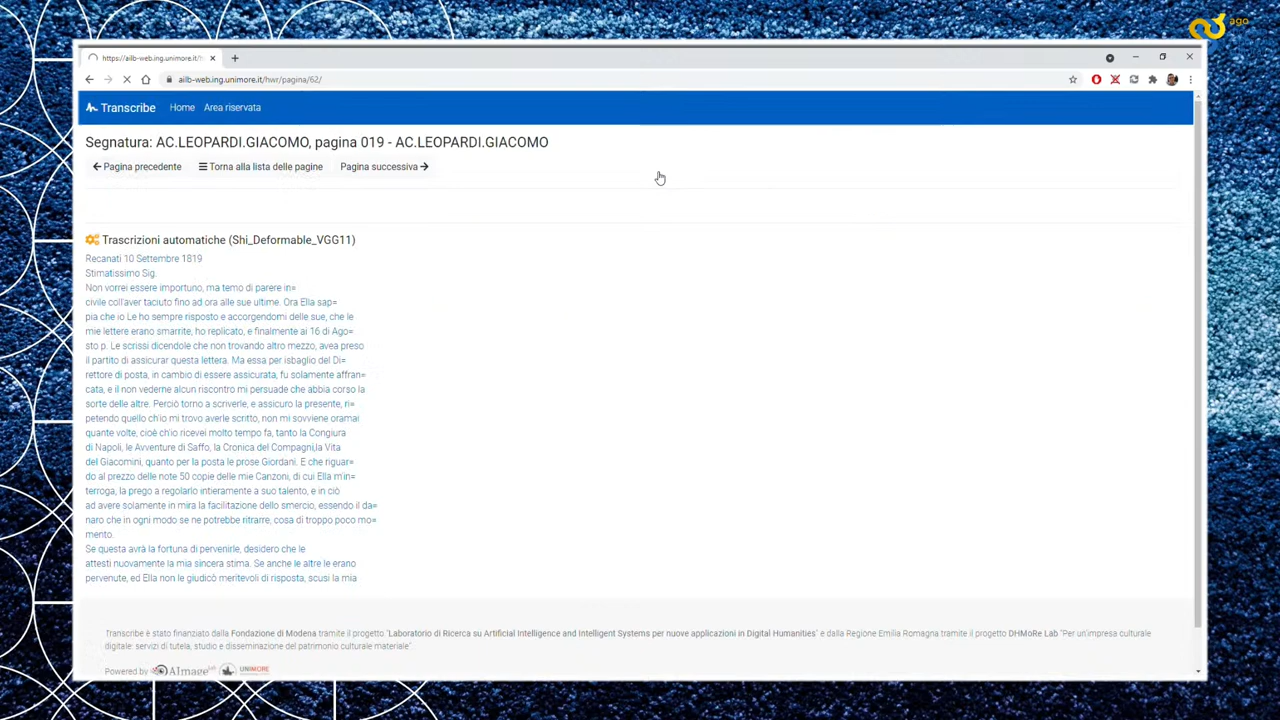 ago
https://ailb-web.ing.unimore.it/h
ailb-web.ing.unimore.it/hwr/pagina/62/
Transcribe Home Area riservata
Segnatura: AC.LEOPARDI.GIACOMO, pagina 019 - AC.LEOPARDI.GIACOMO
Pagina precedente Torna alla lista delle pagine Pagina successiva
Trascrizioni automatiche (Shi_Deformable_VGG11)
Recanati 10 Settembre 1819
Stimatissimo Sig.
Non vorrei essere importuno, ma temo di parere in=
civile coll'aver taciuto fino ad ora alle sue ultime. Ora Ella sap=
pia che io Le ho sempre risposto e accorgendomi delle sue, che le
mie lettere erano smarrite, ho replicato, e finalmente ai 16 di Ago=
sto p. Le scrissi dicendole che non trovando altro mezzo, avea preso
il partito di assicurar questa lettera. Ma essa per isbaglio del Di=
rettore di posta, in cambio di essere assicurata, fu solamente affran=
cata, e il non vederne alcun riscontro mi persuade che abbia corso la
sorte delle altre. Perciò torno a scriverle, e assicuro la presente, ri=
petendo quello ch'io mi trovo averle scritto, non mi sovviene oramai
quante volte, cioè ch'io ricevei molto tempo fa, tanto la Congiura
di Napoli, le Avventure di Saffo, la Cronica del Compagni,la Vita
del Giacomini, quanto per la posta le prose Giordani. E che riguar=
do al prezzo delle note 50 copie delle mie Canzoni, di cui Ella m'in=
terroga, la prego a regolarlo intieramente a suo talento, e in ciò
ad avere solamente in mira la facilitazione dello smercio, essendo il da=
naro che in ogni modo se ne potrebbe ritrarre, cosa di troppo poco mo=
mento.
Se questa avrà la fortuna di pervenirle, desidero che le
attesti nuovamente la mia sincera stima. Se anche le altre le erano
pervenute, ed Ella non le giudicò meritevoli di risposta, scusi la mia
Transcribe è stato finanziato dalla Fondazione di Modena tramite il progetto "Laboratorio di Ricerca su Artificial Intelligence and Intelligent Systems per nuove applicazioni in Digital Humanities" e dalla Regione Emilia Romagna tramite il progetto DHMoRe Lab "Per un'impresa culturale
digitale: servizi di tutela, studio e disseminazione del patrimonio culturale materiale"
Powered by AImageLab UNIMORE